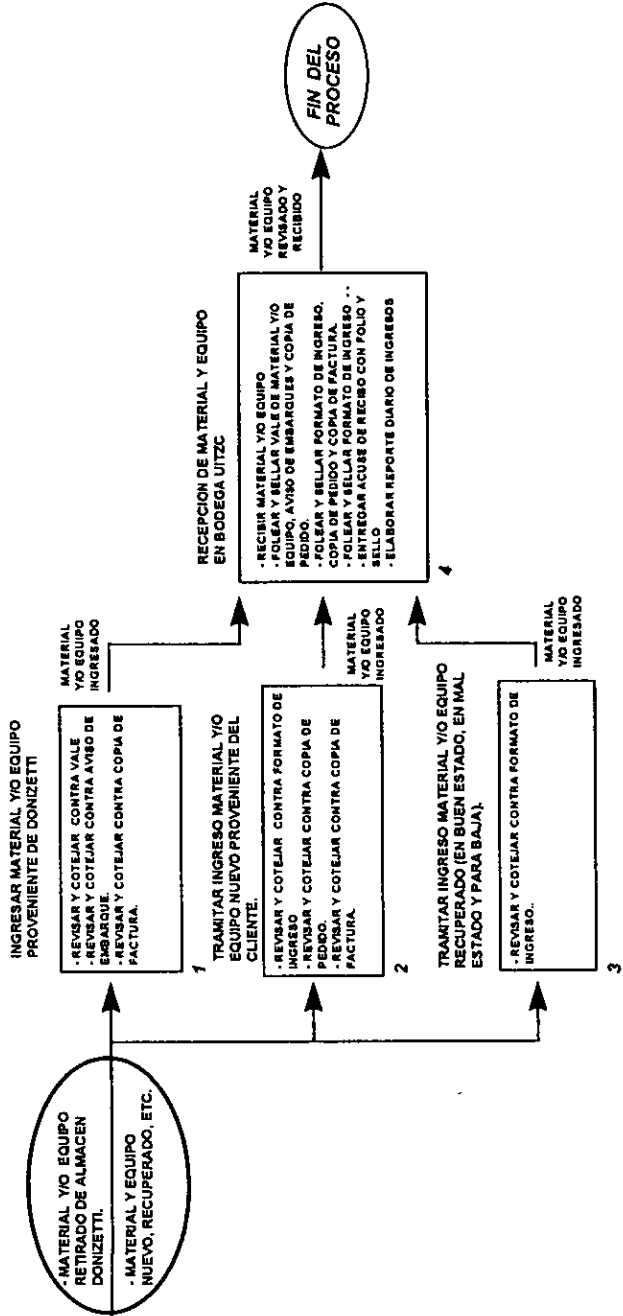 - MATERIAL Y/O EQUIPO
RETIRADO DE ALMACEN
DONIZETTI.
- MATERIAL Y EQUIPO
NUEVO, RECUPERADO, ETC.
INGRESAR MATERIAL Y/O EQUIPO
PROVENIENTE DE DONIZETTI
- REVISAR Y COTEJAR CONTRA VALE
- REVISAR Y COTEJAR CONTRA AVISO DE
EMBARQUE.
- REVISAR Y COTEJAR CONTRA COPIA DE
FACTURA.
1
MATERIAL
Y/O EQUIPO
INGRESADO
TRAMITAR INGRESO MATERIAL Y/O
EQUIPO NUEVO PROVENIENTE DEL
CLIENTE.
- REVISAR Y COTEJAR CONTRA FORMATO DE
INGRESO
- REVISAR Y COTEJAR CONTRA COPIA DE
PEDIDO.
- REVISAR Y COTEJAR CONTRA COPIA DE
FACTURA.
2
MATERIAL
Y/O EQUIPO
INGRESADO
TRAMITAR INGRESO MATERIAL Y/O EQUIPO
RECUPERADO (EN BUEN ESTADO, EN MAL
ESTADO Y PARA BAJA).
- REVISAR Y COTEJAR CONTRA FORMATO DE
INGRESO..
3
MATERIAL
Y/O EQUIPO
INGRESADO
RECEPCION DE MATERIAL Y EQUIPO
EN BODEGA UITZC
- RECIBIR MATERIAL Y/O EQUIPO
- FOLEAR Y SELLAR VALE DE MATERIAL Y/O
EQUIPO, AVISO DE EMBARQUES Y COPIA DE
PEDIDO.
- FOLEAR Y SELLAR FORMATO DE INGRESO,
COPIA DE PEDIDO Y COPIA DE FACTURA.
- FOLEAR Y SELLAR FORMATO DE INGRESO
- ENTREGAR ACUSE DE RECIBO CON FOLIO Y
SELLO
- ELABORAR REPORTE DIARIO DE INGRESOS
4
MATERIAL
Y/O EQUIPO
REVISADO Y
RECIBIDO
FIN DEL
PROCESO